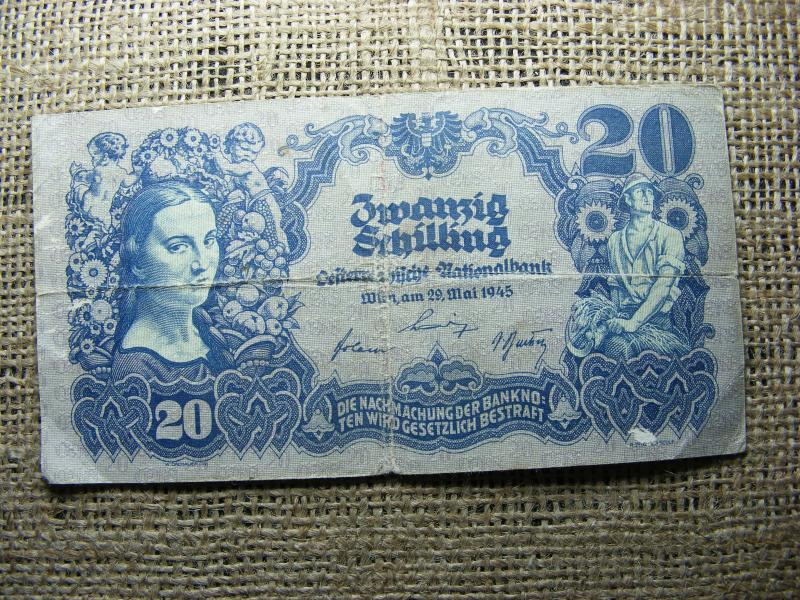 20
Zwanzig
Schilling
Oesterreichische Nationalbank
Wien, am 29. Mai 1945
20
DIE NACHMACHUNG DER BANKNO-
TEN WIRD GESETZLICH BESTRAFT